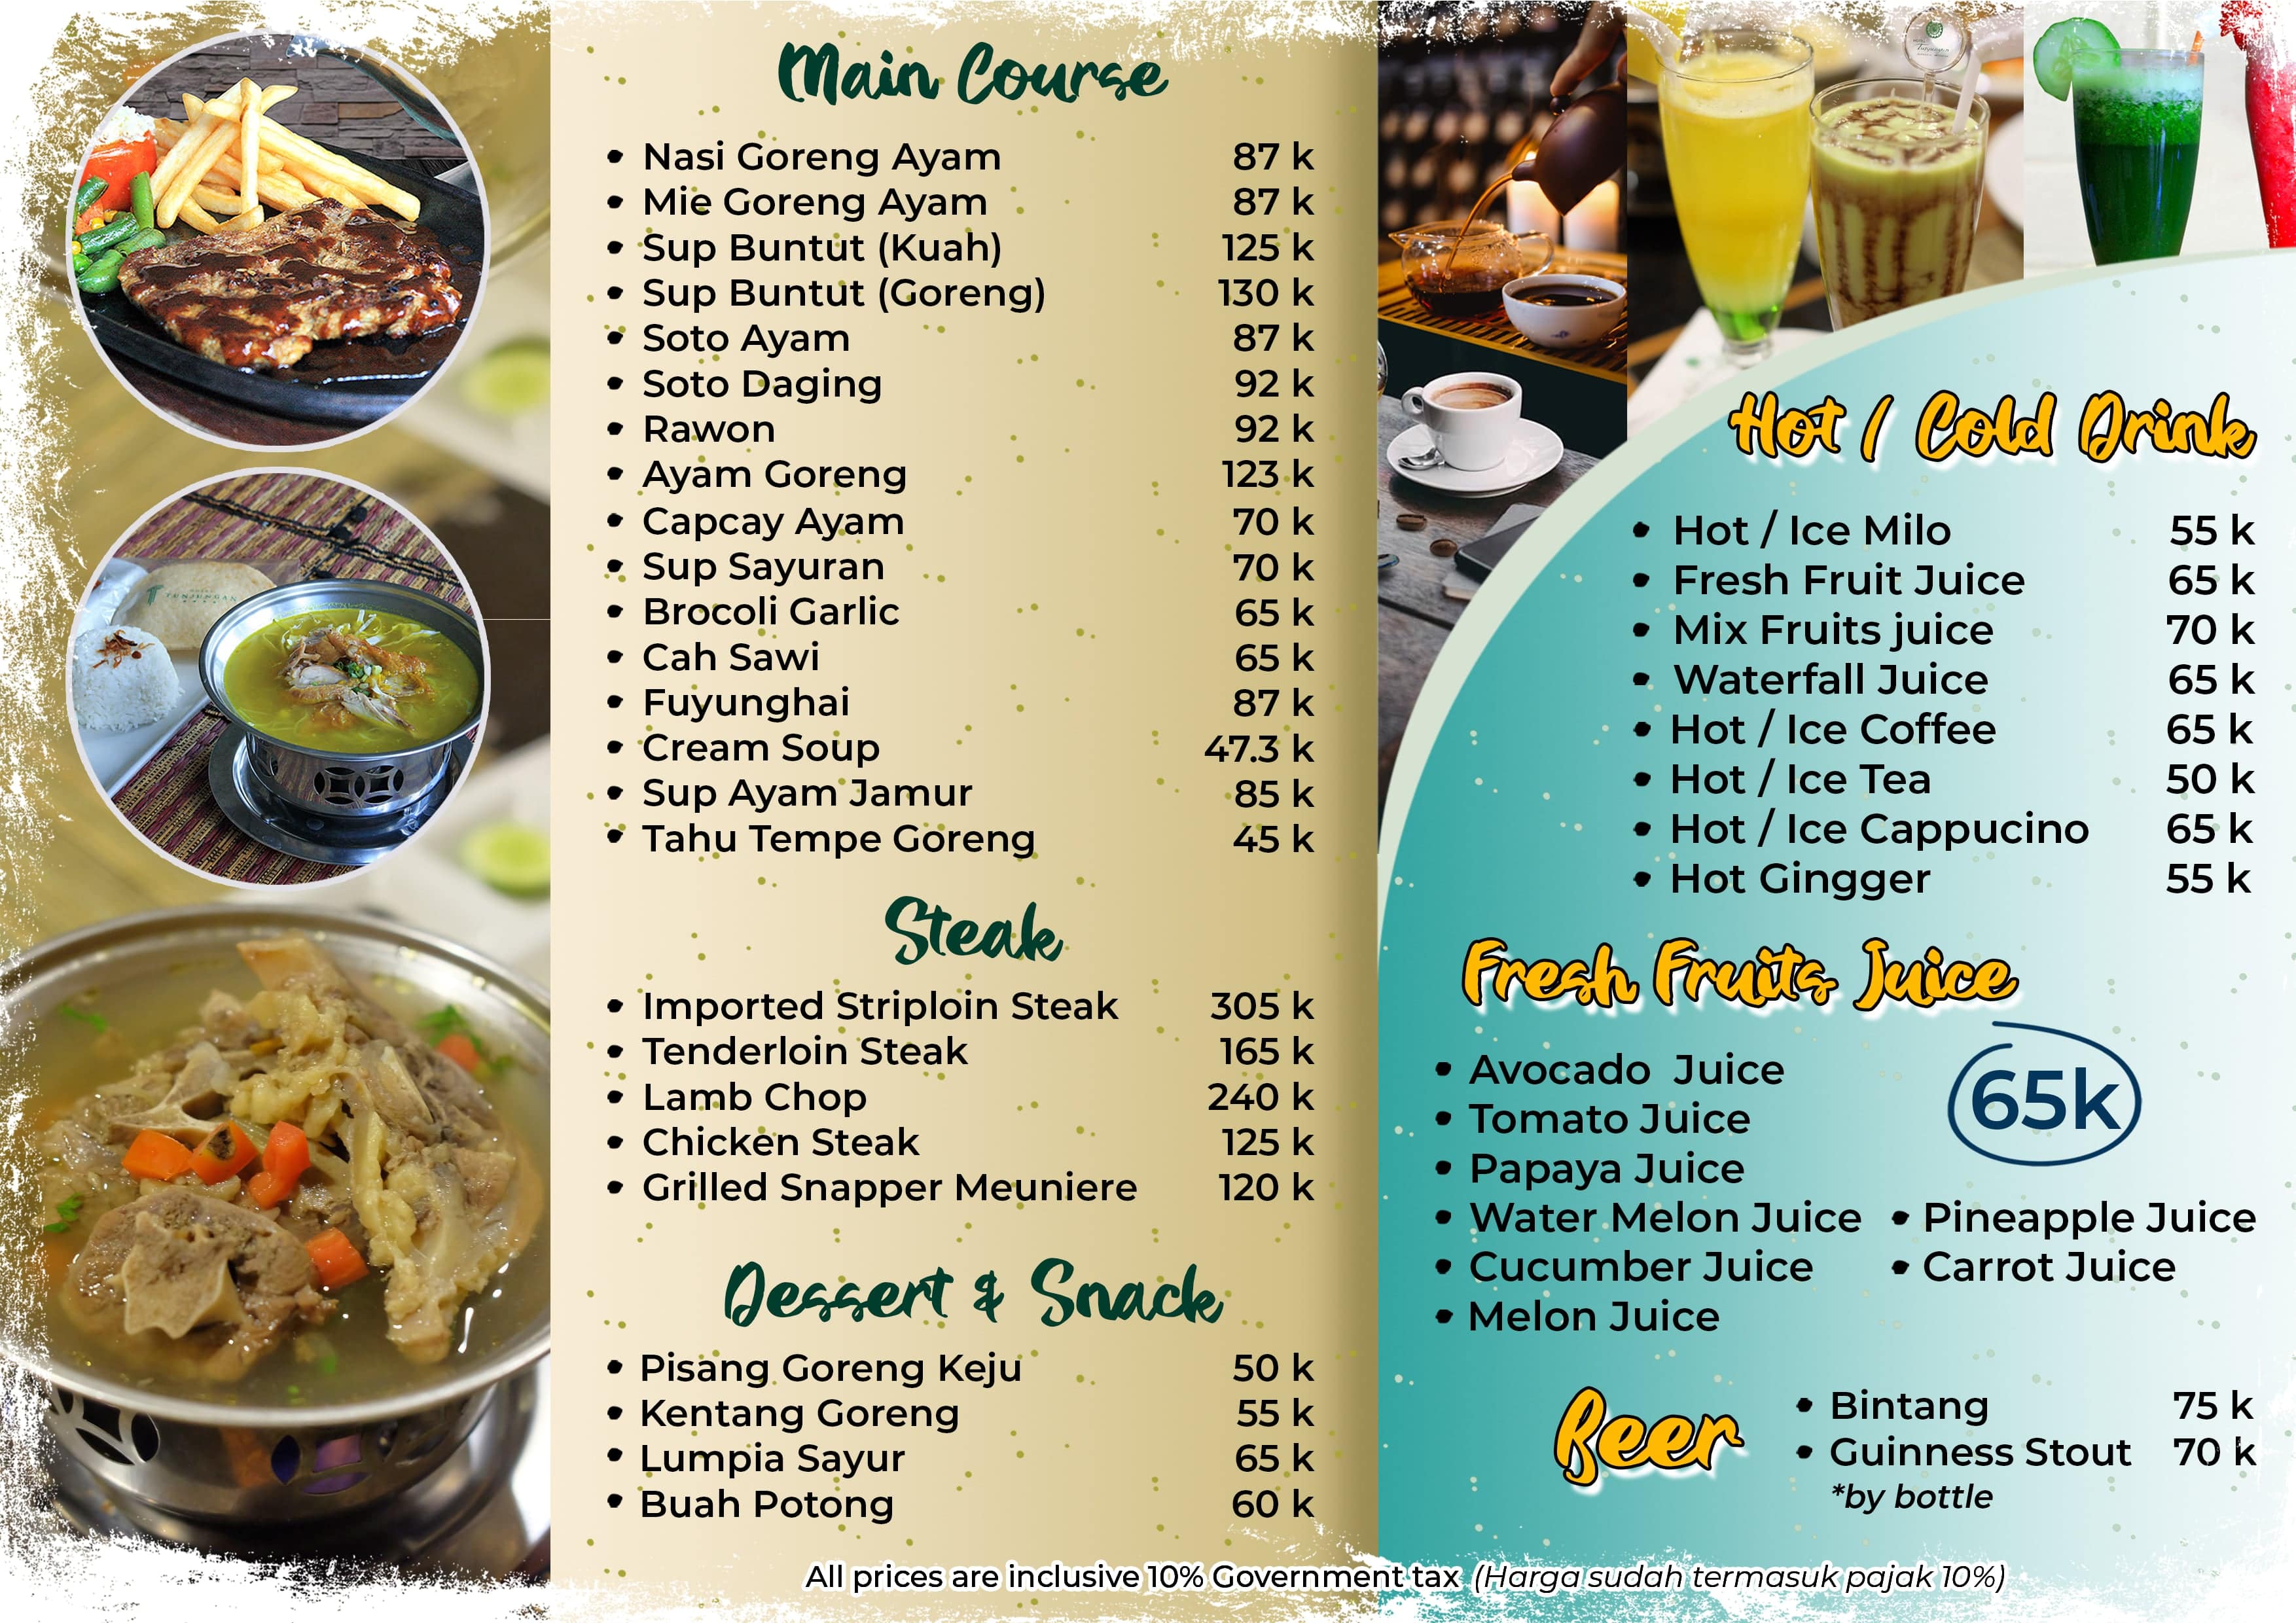 Main Course
• Nasi Goreng Ayam 87 k
• Mie Goreng Ayam 87 k
• Sup Buntut (Kuah) 125 k
• Sup Buntut (Goreng) 130 k
• Soto Ayam 87 k
• Soto Daging 92 k
• Rawon 92 k
• Ayam Goreng 123 k
• Capcay Ayam 70 k
• Sup Sayuran 70 k
• Brocoli Garlic 65 k
• Cah Sawi 65 k
• Fuyunghai 87 k
• Cream Soup 47.3 k
• Sup Ayam Jamur 85 k
• Tahu Tempe Goreng 45 k
Steak
• Imported Striploin Steak 305 k
• Tenderloin Steak 165 k
• Lamb Chop 240 k
• Chicken Steak 125 k
• Grilled Snapper Meuniere 120 k
Dessert & Snack
• Pisang Goreng Keju 50 k
• Kentang Goreng 55 k
• Lumpia Sayur 65 k
• Buah Potong 60 k
Hot / Cold Drink
• Hot / Ice Milo 55 k
• Fresh Fruit Juice 65 k
• Mix Fruits juice 70 k
• Waterfall Juice 65 k
• Hot / Ice Coffee 65 k
• Hot / Ice Tea 50 k
• Hot / Ice Cappucino 65 k
• Hot Gingger 55 k
Fresh Fruits Juice
65k
• Avocado Juice
• Tomato Juice
• Papaya Juice
• Water Melon Juice • Pineapple Juice
• Cucumber Juice • Carrot Juice
• Melon Juice
Beer
• Bintang 75 k
• Guinness Stout 70 k
*by bottle
All prices are inclusive 10% Government tax (Harga sudah termasuk pajak 10%)
TUNJUNGAN